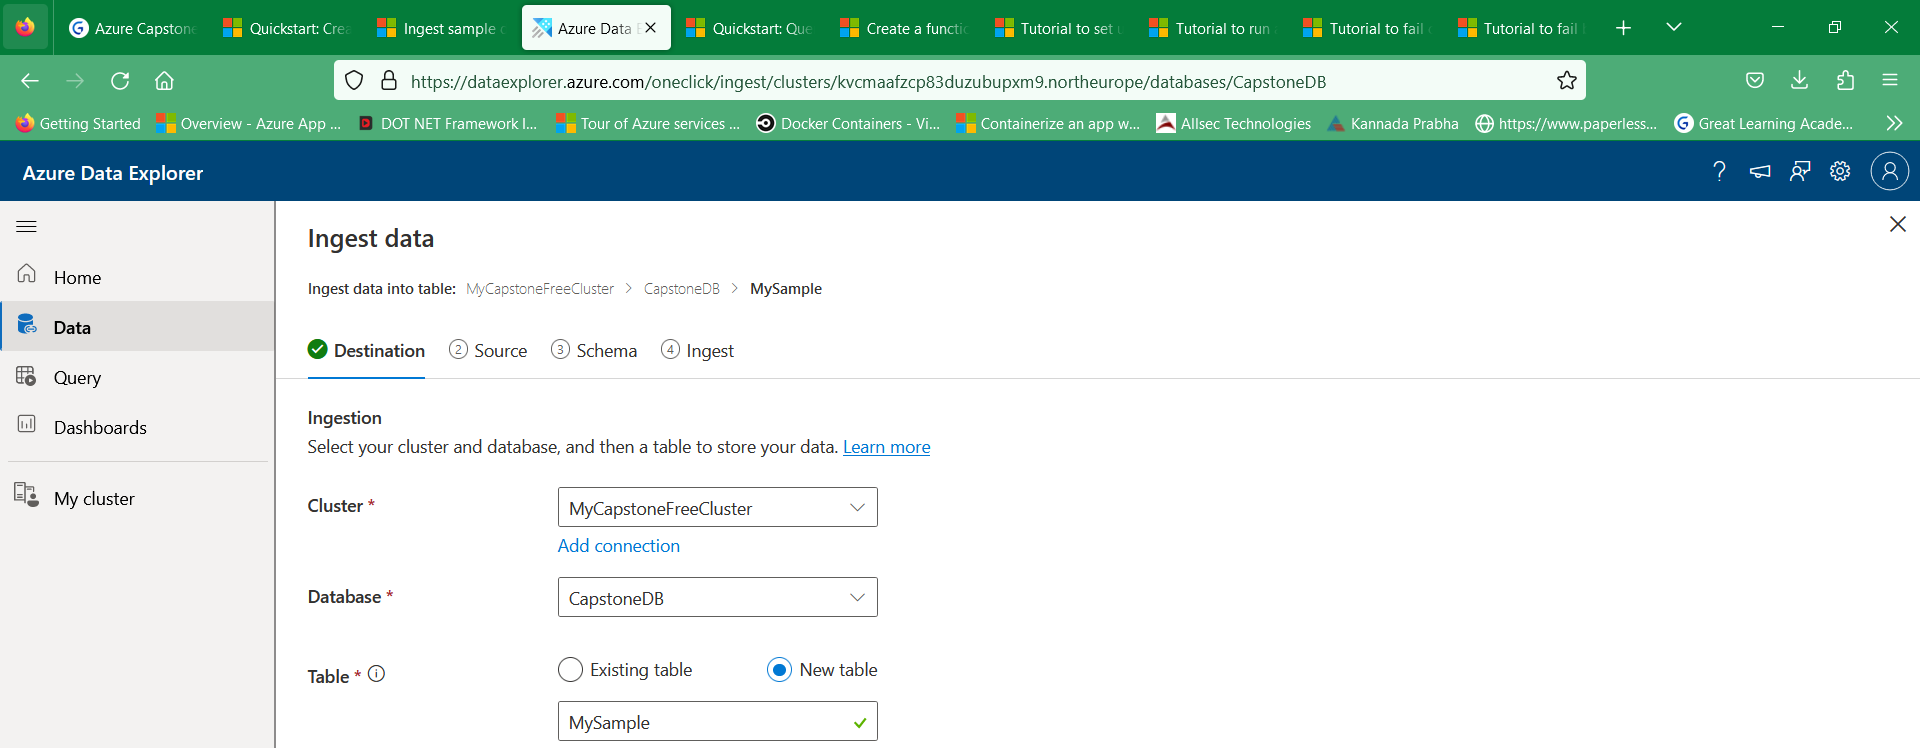 Azure Capstone
Quickstart: Crea
Ingest sample
Azure Data E
Quickstart: Que
Create a functi
Tutorial to set u
Tutorial to run
Tutorial to fail
Tutorial to fail
https://dataexplorer.azure.com/oneclick/ingest/clusters/kvcmaafzcp83duzubupxm9.northeurope/databases/CapstoneDB
Getting Started
Overview - Azure App ...
DOT NET Framework I...
Tour of Azure services ...
Docker Containers - Vi...
Containerize an app w...
Allsec Technologies
Kannada Prabha
https://www.paperless...
Great Learning Acade...
Azure Data Explorer
Home
Data
Query
Dashboards
My cluster
Ingest data
Ingest data into table: MyCapstoneFreeCluster > CapstoneDB > MySample
Destination 2 Source 3 Schema 4 Ingest
Ingestion
Select your cluster and database, and then a table to store your data. Learn more
Cluster * MyCapstoneFreeCluster
Add connection
Database * CapstoneDB
Table * Existing table New table
MySample